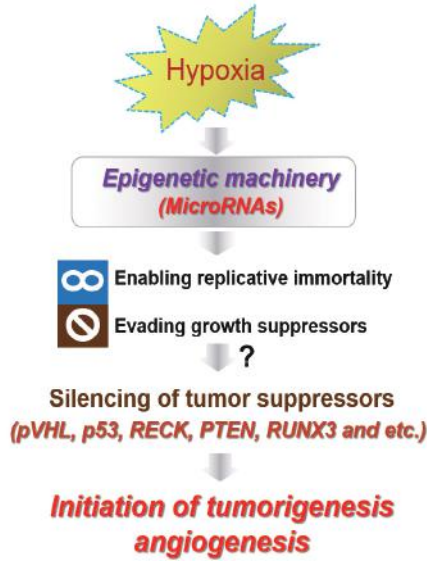 Hypoxia
Epigenetic machinery
(MicroRNAs)
Enabling replicative immortality
Evading growth suppressors
?
Silencing of tumor suppressors
(pVHL, p53, RECK, PTEN, RUNX3 and etc.)
Initiation of tumorigenesis
angiogenesis